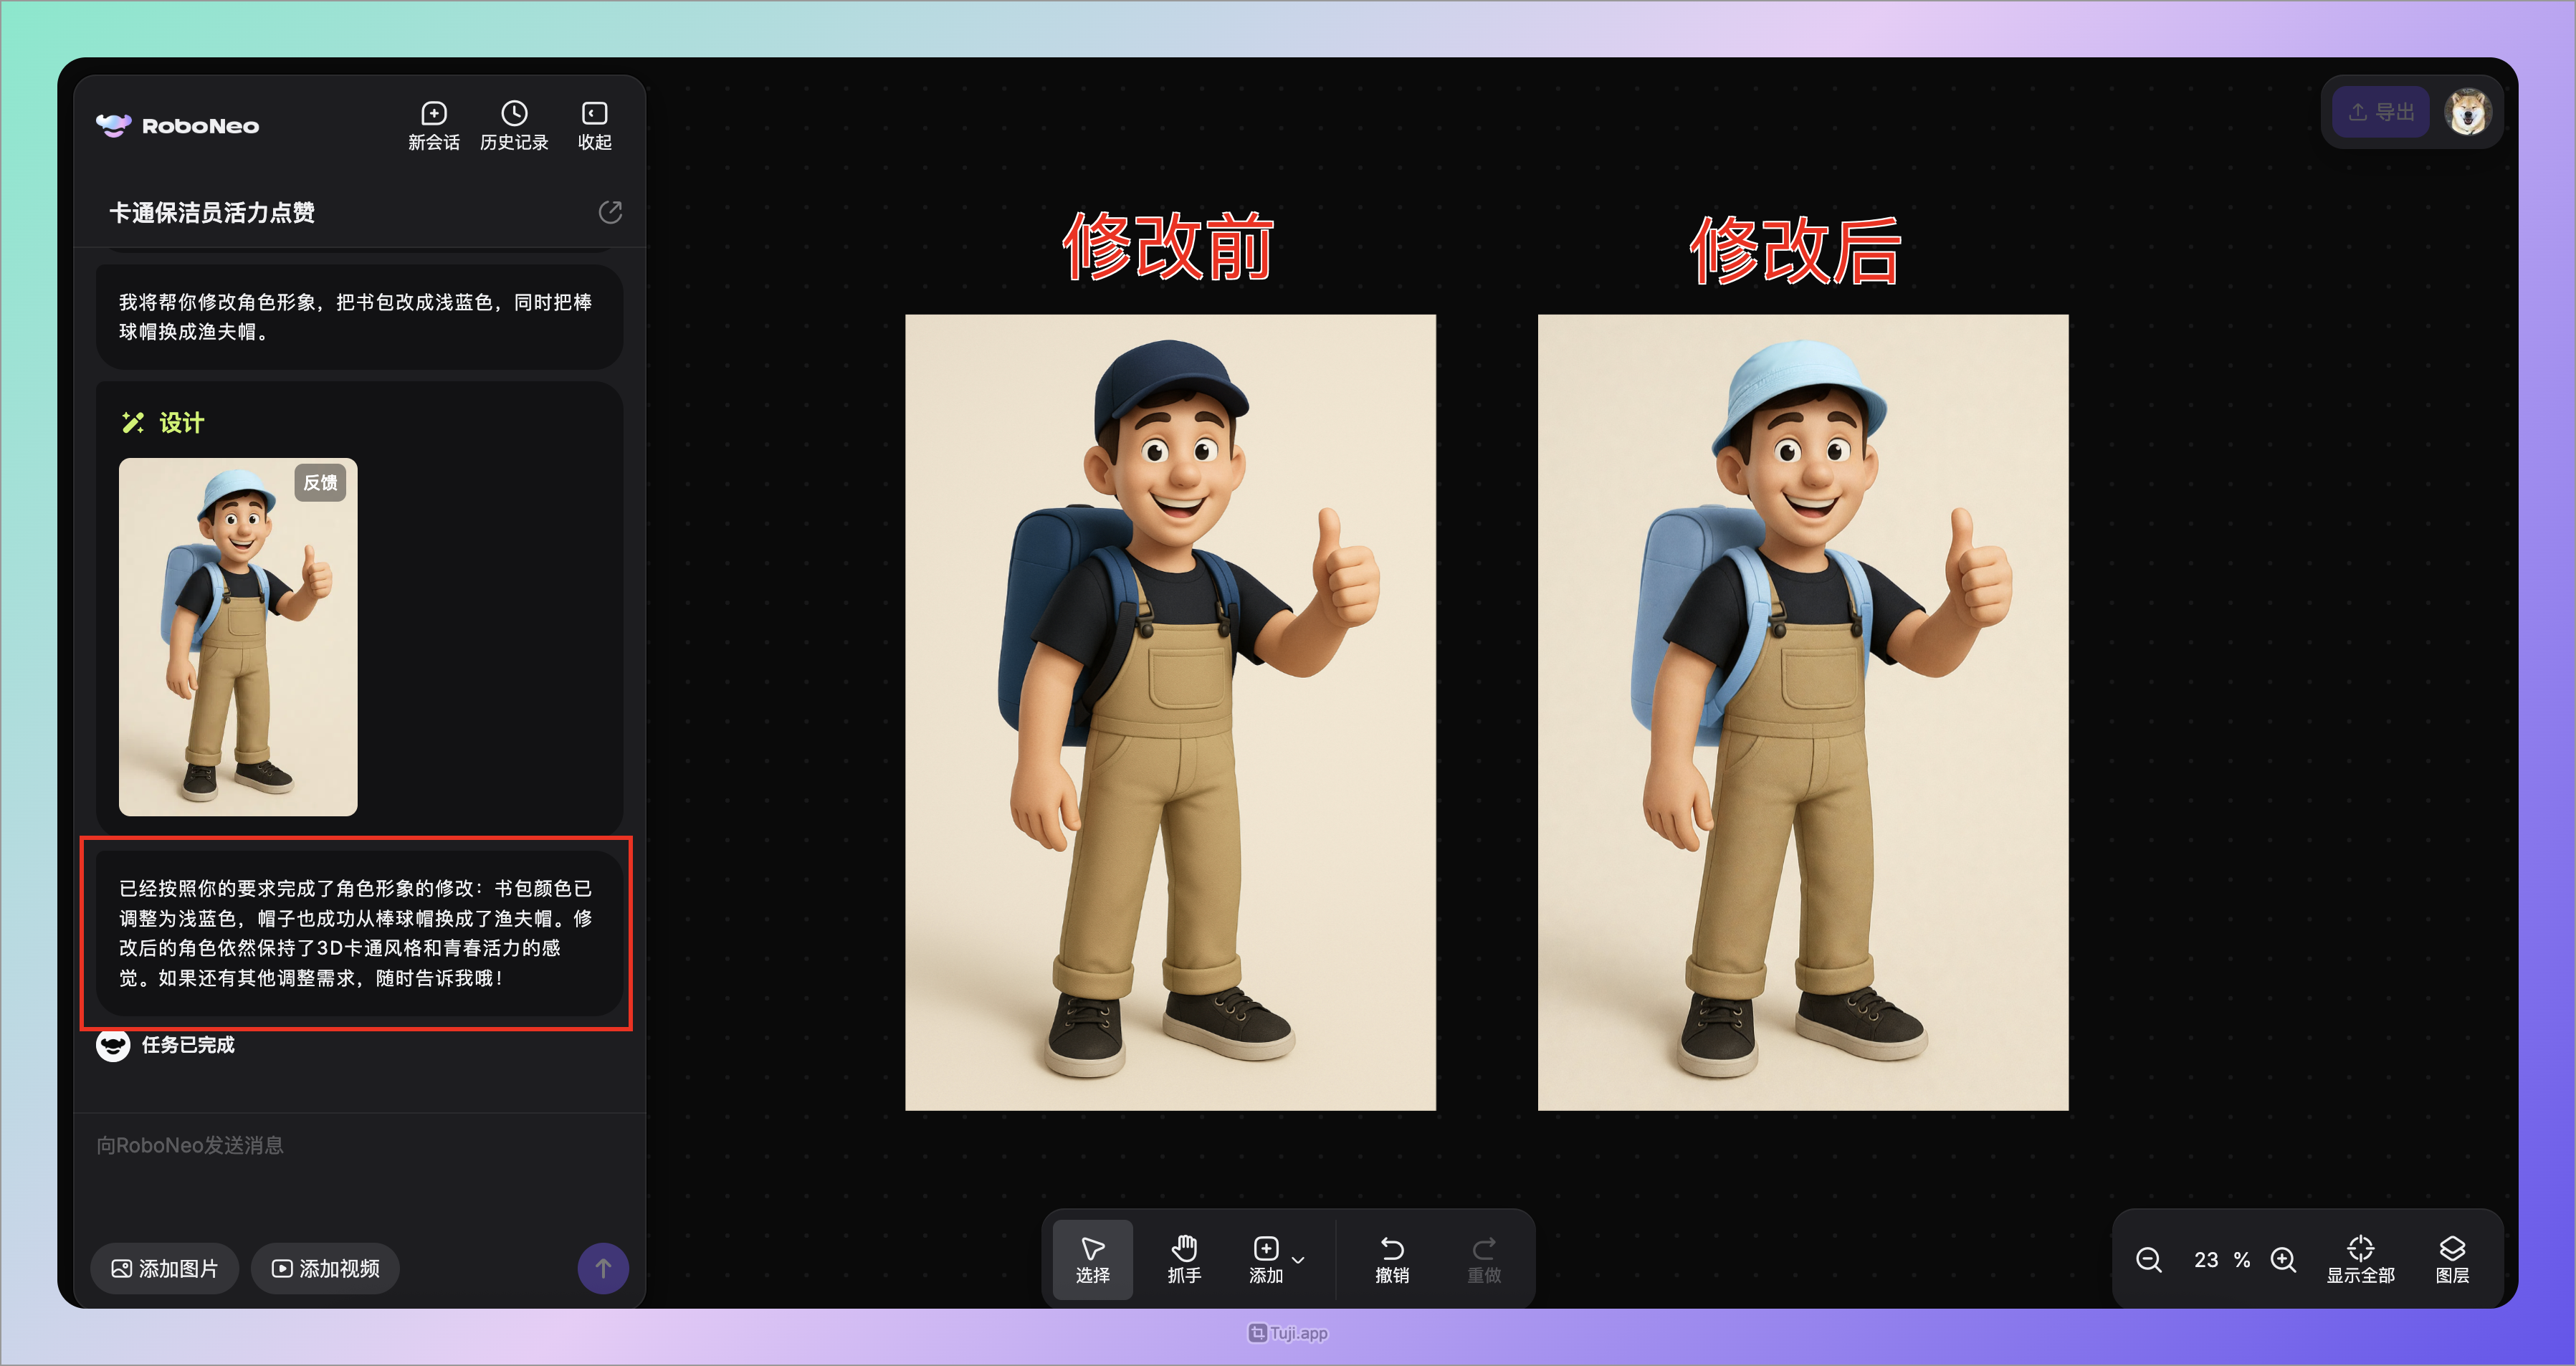 RoboNeo
新会话
历史记录
收起
导出
卡通保洁员活力点赞
我将帮你修改角色形象，把书包改成浅蓝色，同时把棒
球帽换成渔夫帽。
设计
反馈
已经按照你的要求完成了角色形象的修改：书包颜色已
调整为浅蓝色，帽子也成功从棒球帽换成了渔夫帽。修
改后的角色依然保持了3D卡通风格和青春活力的感
觉。如果还有其他调整需求，随时告诉我哦！
任务已完成
向RoboNeo发送消息
添加图片
添加视频
修改前
修改后
选择
抓手
添加
撤销
重做
23 %
显示全部
图层
Tuji.app